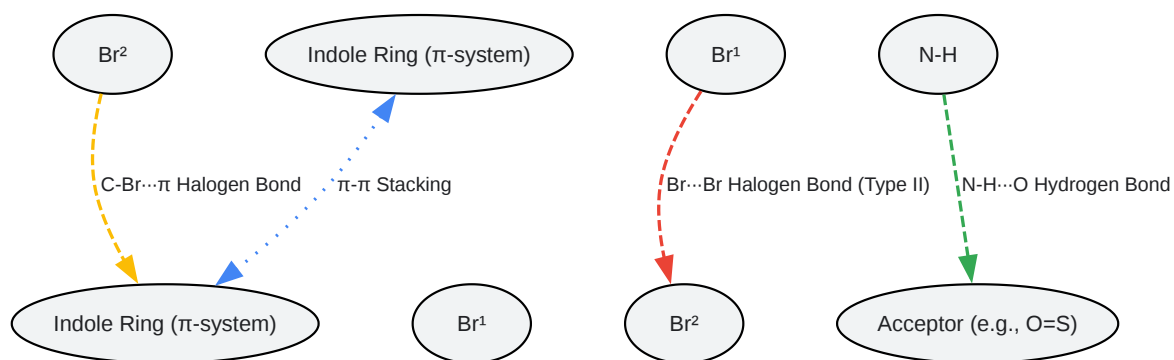 Br²
Indole Ring (π-system)
Br¹
N-H
C-Br···π Halogen Bond
π-π Stacking
Br···Br Halogen Bond (Type II)
N-H···O Hydrogen Bond
Indole Ring (π-system)
Br¹
Br²
Acceptor (e.g., O=S)